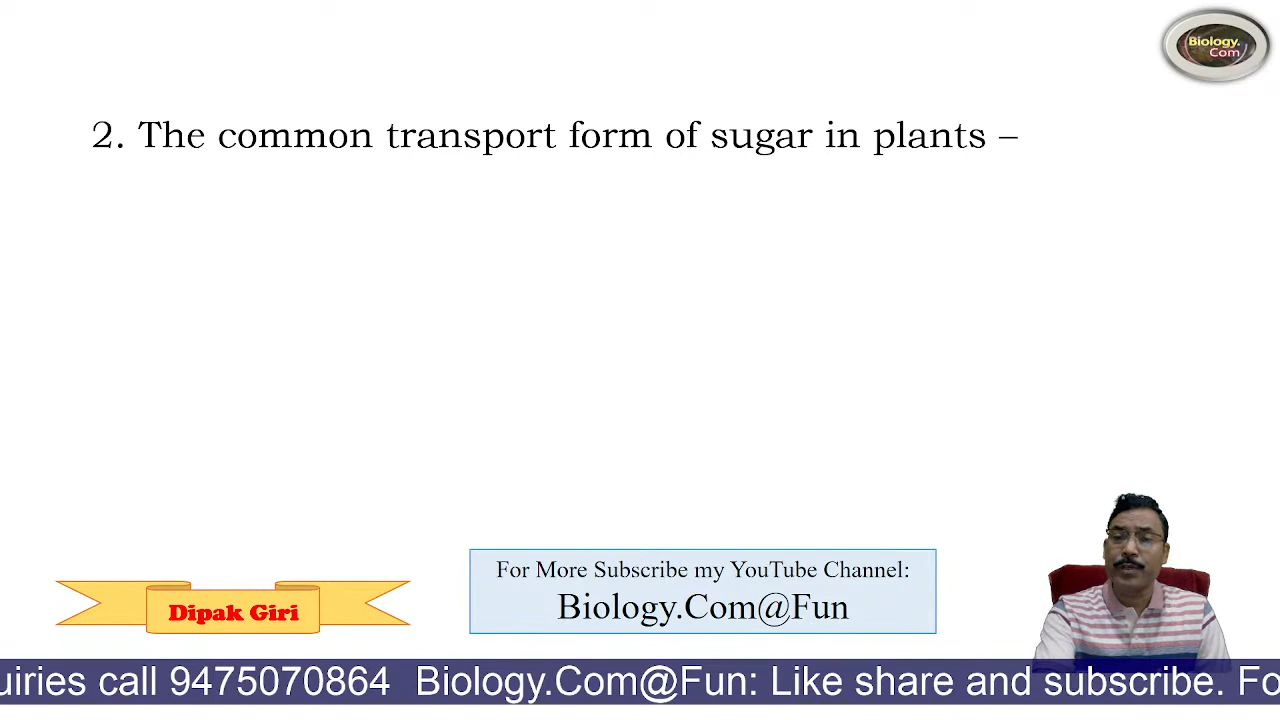 Biology.
Com
2. The common transport form of sugar in plants –
For More Subscribe my YouTube Channel:
Biology.Com@Fun
Dipak Giri
uiries call 9475070864 Biology.Com@Fun: Like share and subscribe. Fo